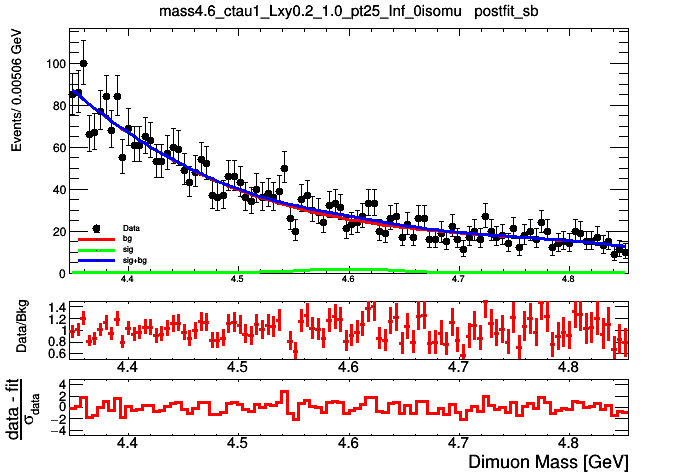 mass4.6_ctau1_Lxy0.2_1.0_pt25_Inf_0isomu postfit_sb
Events/ 0.00506 GeV
100
80
60
40
20
0
Data
bg
sig
sig+bg
4.4 4.5 4.6 4.7 4.8
Data/Bkg
1.4
1.2
1.0
0.8
0.6
4.4 4.5 4.6 4.7 4.8
data - fit
σdata
4
2
0
−2
−4
4.4 4.5 4.6 4.7 4.8
Dimuon Mass [GeV]